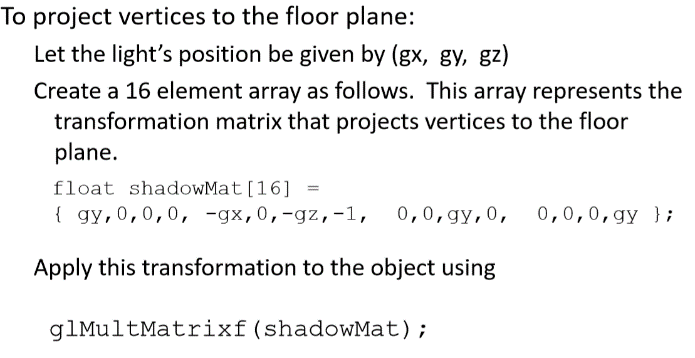 To project vertices to the floor plane:
Let the light’s position be given by (gx, gy, gz)
Create a 16 element array as follows. This array represents the
transformation matrix that projects vertices to the floor
plane.
float shadowMat[16] =
{ gy,0,0,0, -gx,0,-gz,-1, 0,0,gy,0, 0,0,0,gy };
Apply this transformation to the object using
glMultMatrixf(shadowMat);